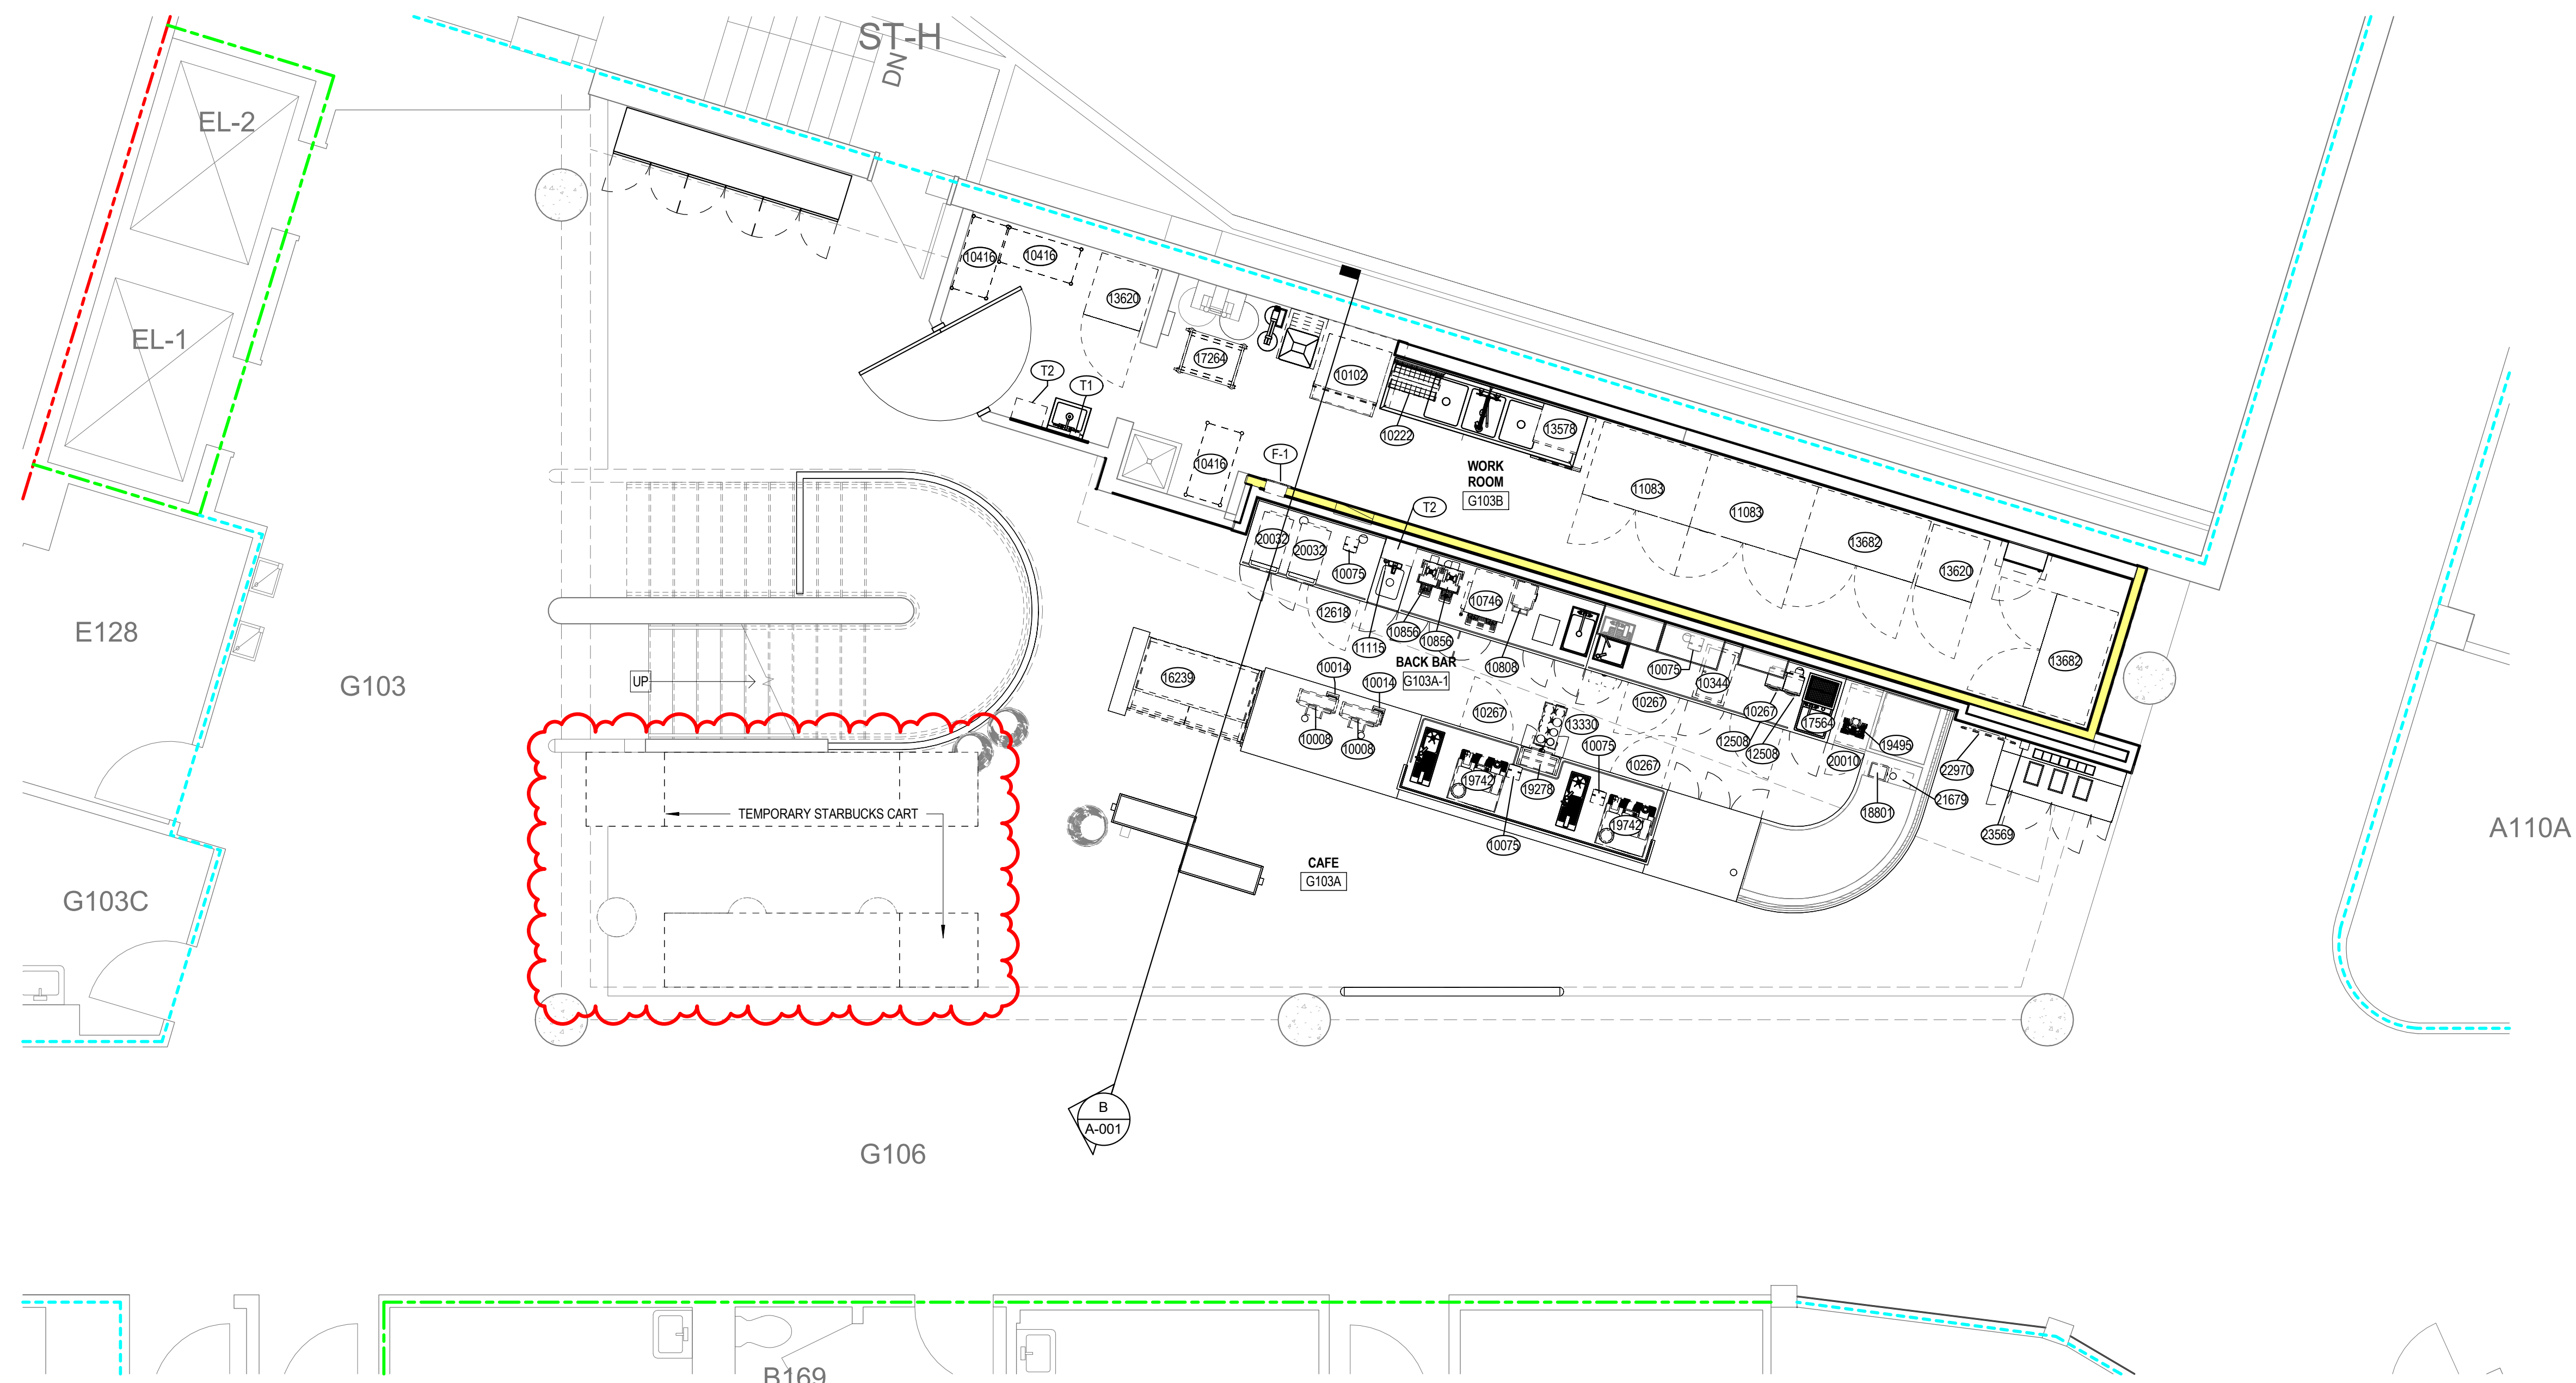 ST-H
DN
EL-2
EL-1
10416
10416
13620
17264
10102
T2
T1
10222
13578
10416
F-1
WORK
ROOM
G103B
11083
11083
13682
13620
13682
T2
20032
20032
10075
12618
11115
10856
10856
10746
10808
BACK BAR
G103A-1
10075
10344
10267
10267
10267
10267
12508
12508
17564
19495
20010
22970
21679
18801
23569
16239
10014
10014
10008
10008
13330
10075
19742
19278
19742
10075
CAFE
G103A
E128
G103
UP
TEMPORARY STARBUCKS CART
G103C
A110A
B
A-001
G106
B169